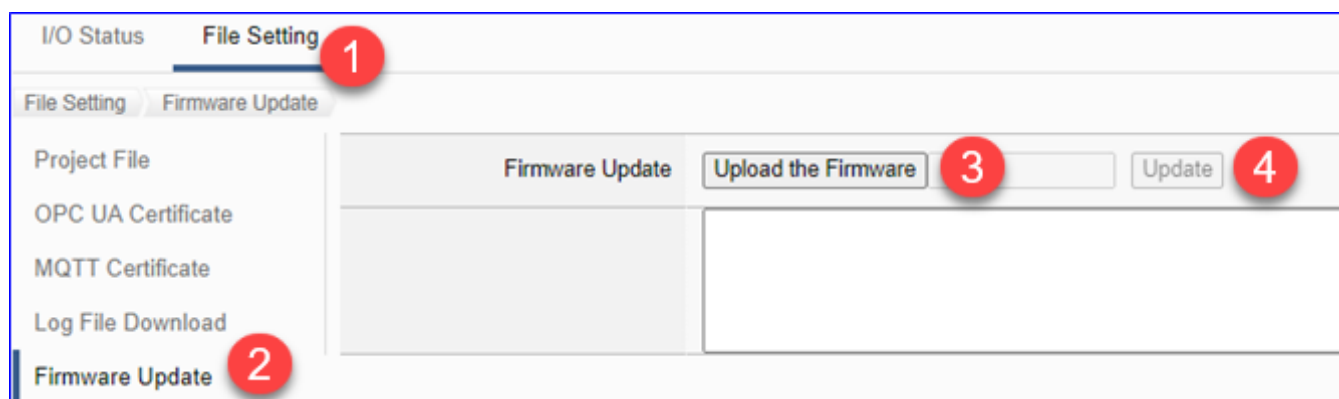 I/O Status File Setting 1
File Setting Firmware Update
Project File
Firmware Update Upload the Firmware 3 Update 4
OPC UA Certificate
MQTT Certificate
Log File Download
Firmware Update 2